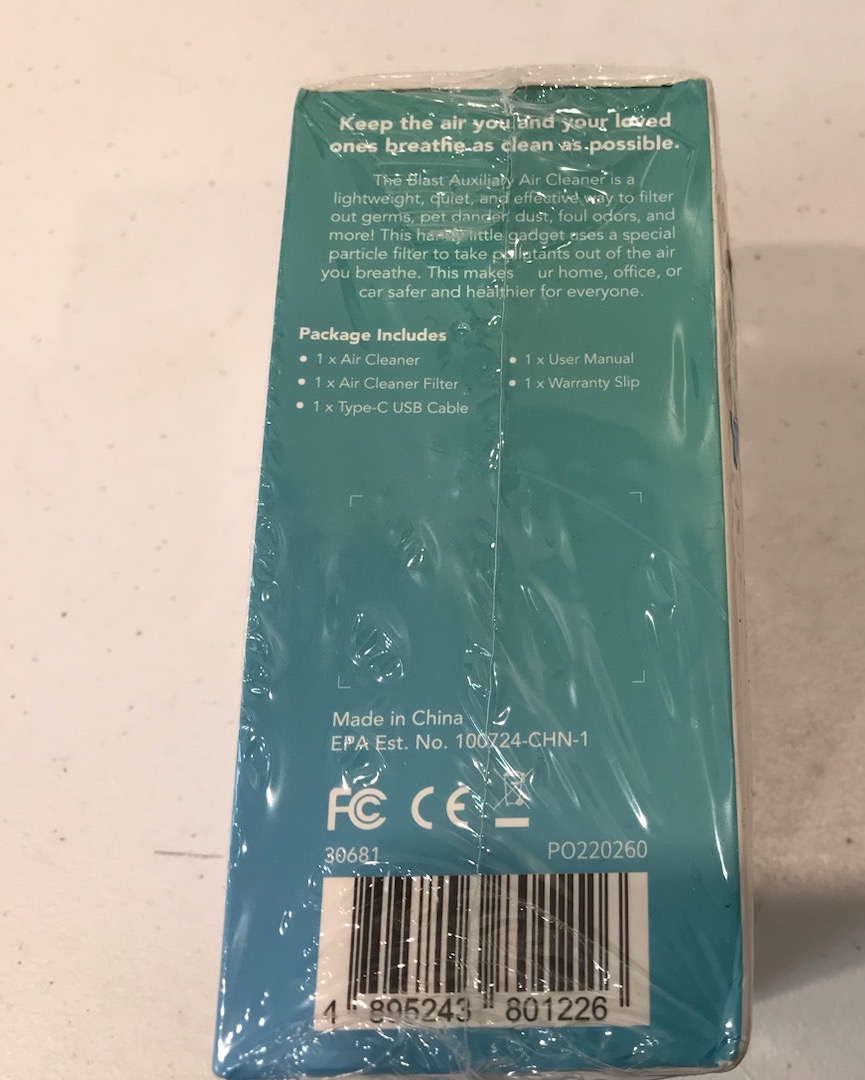 Keep the air you and your loved
ones breathe as clean as possible.
The Blast Auxiliary Air Cleaner is a
lightweight, quiet, and effective way to filter
out germs, pet dander, dust, foul odors, and
more! This handy little gadget uses a special
particle filter to take pollutants out of the air
you breathe. This makes ur home, office, or
car safer and healthier for everyone.
Package Includes
• 1 x Air Cleaner
• 1 x Air Cleaner Filter
• 1 x Type-C USB Cable
• 1 x User Manual
• 1 x Warranty Slip
Made in China
EPA Est. No. 100724-CHN-1
FC CE
30681 PO220260
4 895243 801226